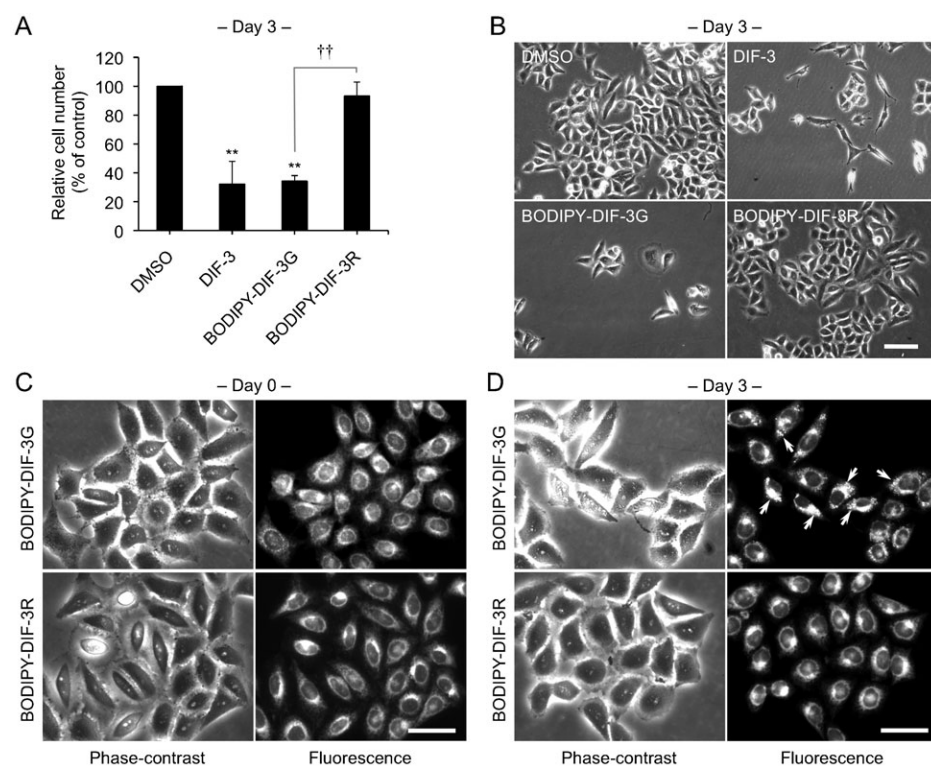 A
– Day 3 –
††
Relative cell number
(% of control)
120
100
80
60
40
20
0
**
**
DMSO
DIF-3
BODIPY-DIF-3G
BODIPY-DIF-3R
B
– Day 3 –
DMSO
DIF-3
BODIPY-DIF-3G
BODIPY-DIF-3R
C
– Day 0 –
BODIPY-DIF-3G
BODIPY-DIF-3R
Phase-contrast
Fluorescence
D
– Day 3 –
BODIPY-DIF-3G
BODIPY-DIF-3R
Phase-contrast
Fluorescence